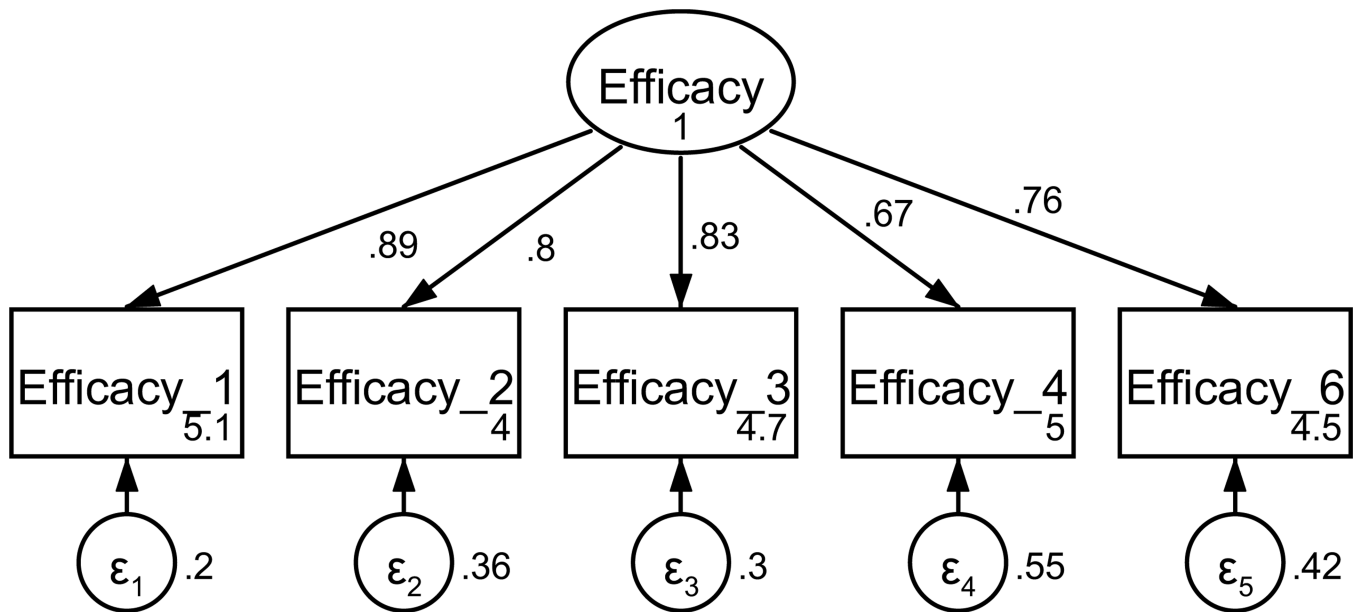 Efficacy
1
.89 .8 .83 .67 .76
Efficacy_1 Efficacy_2 Efficacy_3 Efficacy_4 Efficacy_6
5.1 4 4.7 5 4.5
ε1 .2 ε2 .36 ε3 .3 ε4 .55 ε5 .42